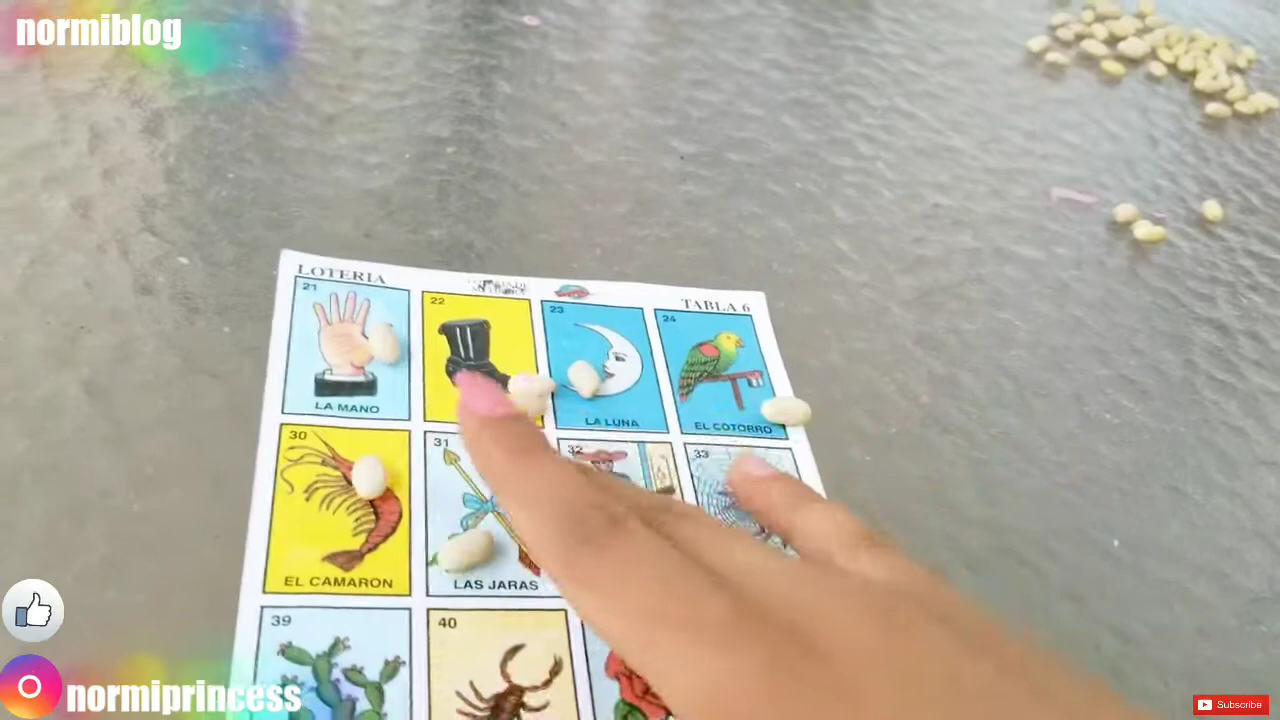 normiblog
LOTERIA
TABLA 6
21
22
23
24
LA MANO
LA LUNA
EL COTORRO
30
31
32
33
EL CAMARON
LAS JARAS
39
40
normiprincess
Subscribe